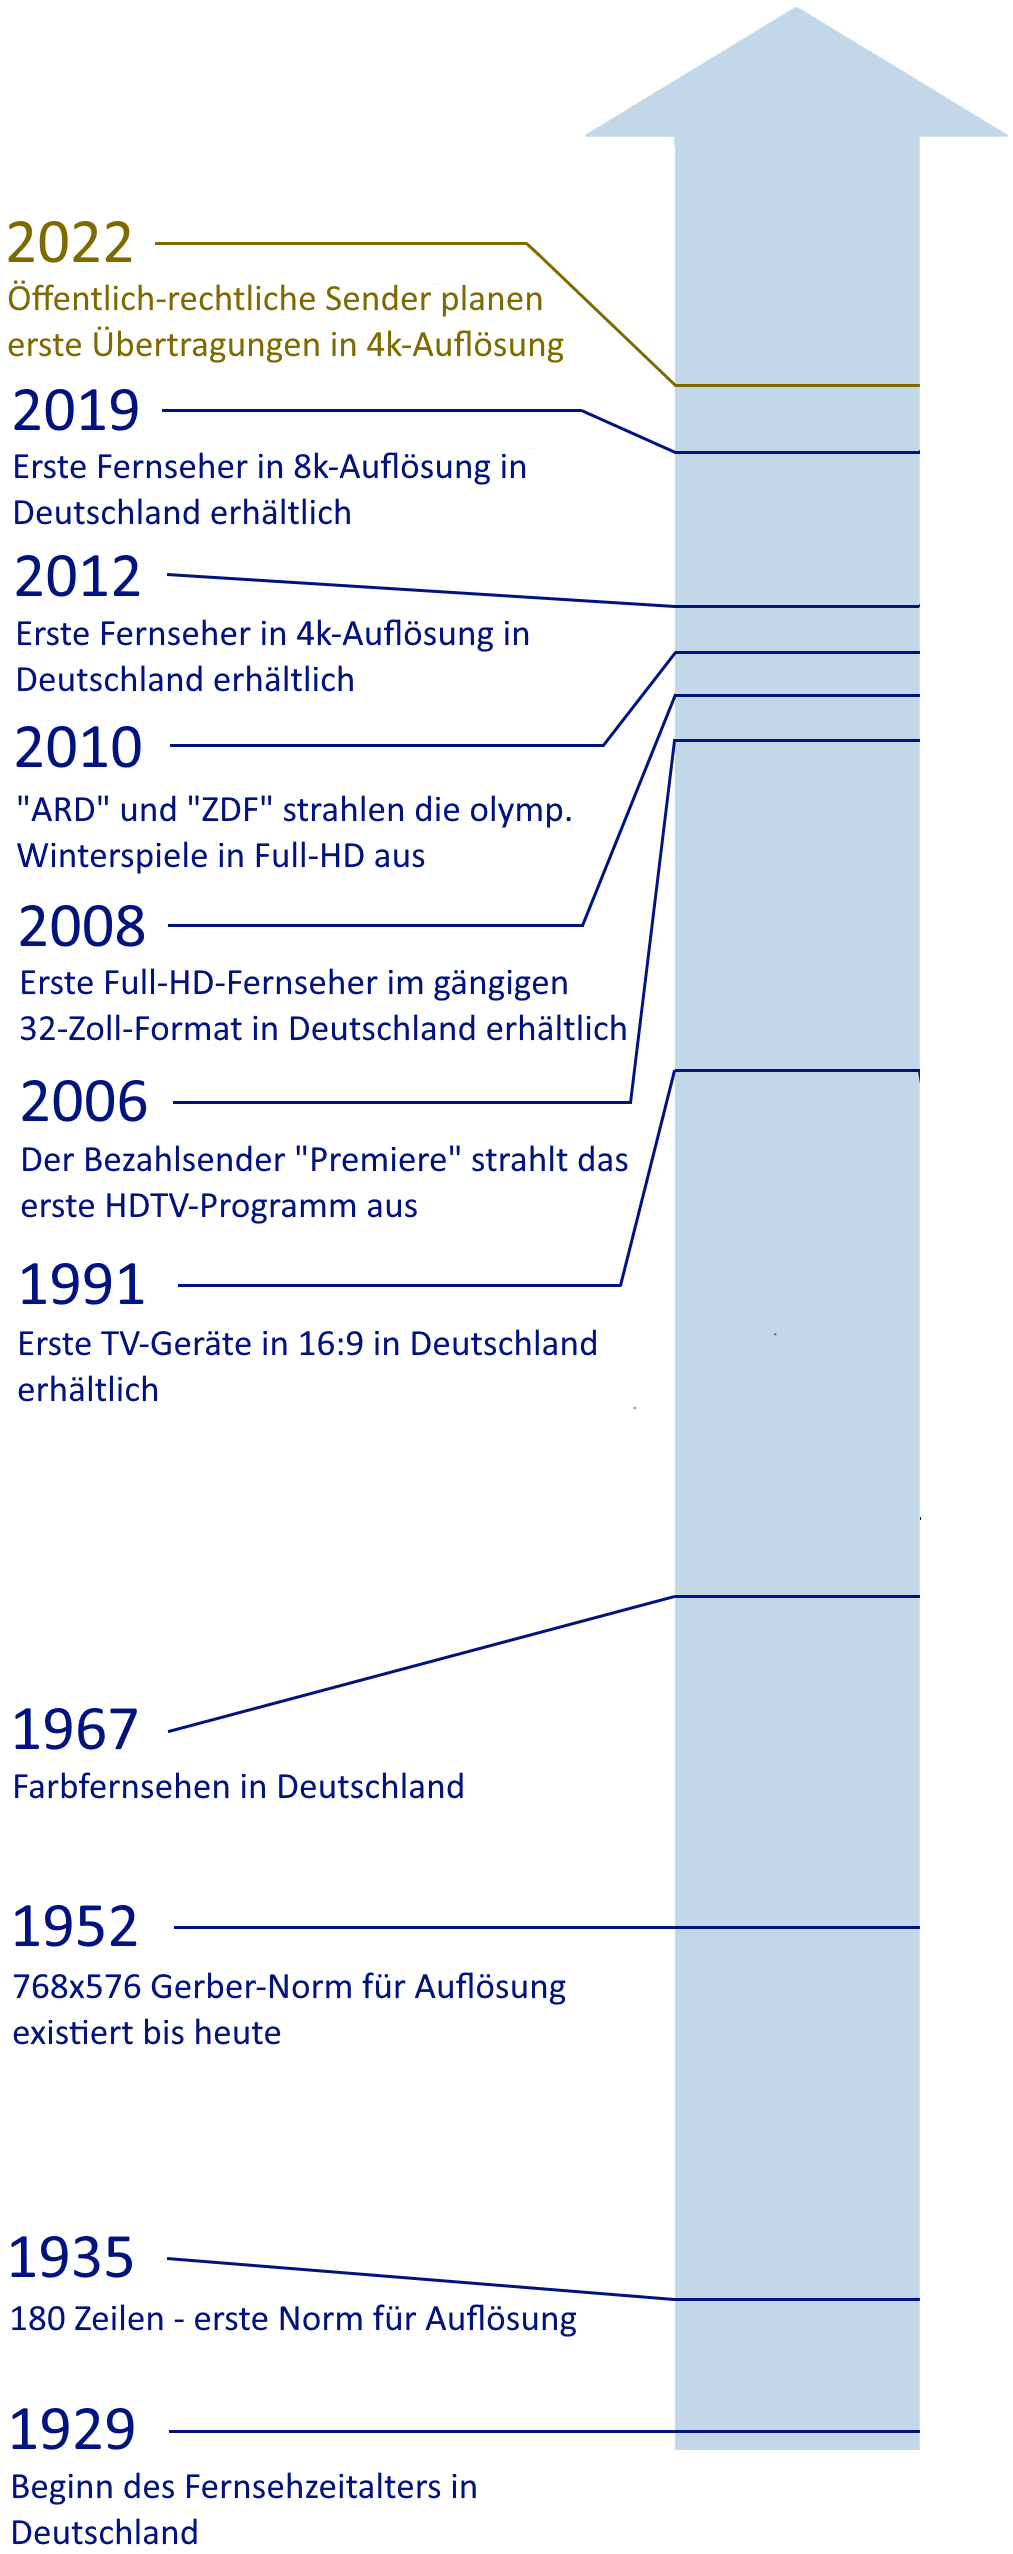 2022
Öffentlich-rechtliche Sender planen
erste Übertragungen in 4k-Auflösung
2019
Erste Fernseher in 8k-Auflösung in
Deutschland erhältlich
2012
Erste Fernseher in 4k-Auflösung in
Deutschland erhältlich
2010
"ARD" und "ZDF" strahlen die olymp.
Winterspiele in Full-HD aus
2008
Erste Full-HD-Fernseher im gängigen
32-Zoll-Format in Deutschland erhältlich
2006
Der Bezahlsender "Premiere" strahlt das
erste HDTV-Programm aus
1991
Erste TV-Geräte in 16:9 in Deutschland
erhältlich
1967
Farbfernsehen in Deutschland
1952
768x576 Gerber-Norm für Auflösung
existiert bis heute
1935
180 Zeilen - erste Norm für Auflösung
1929
Beginn des Fernsehzeitalters in
Deutschland